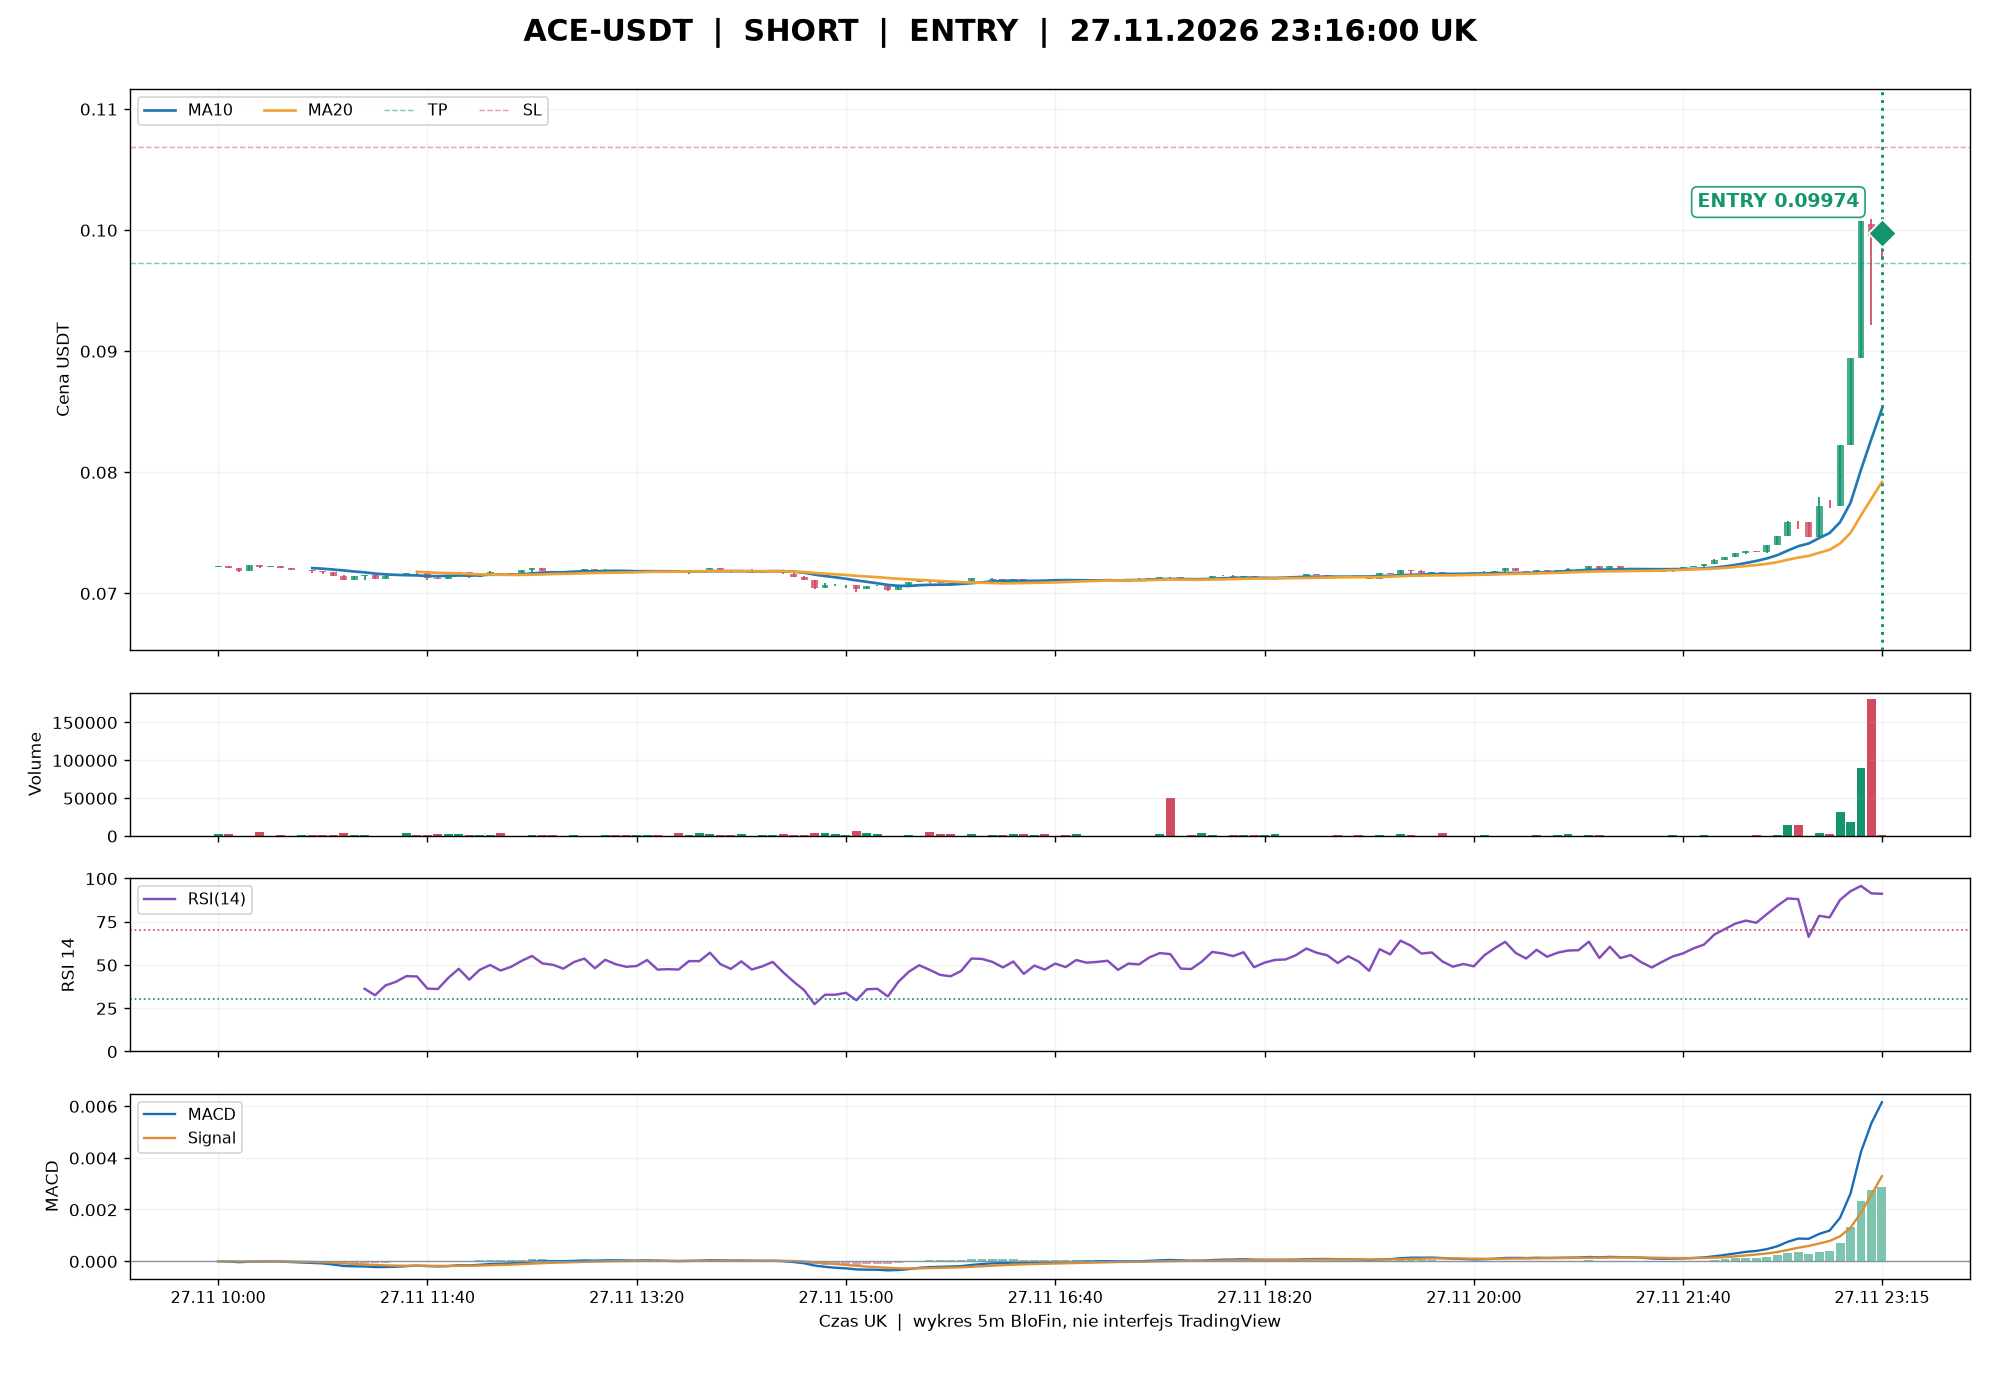 ACE-USDT | SHORT | ENTRY | 27.11.2026 23:16:00 UK
MA10 MA20 TP SL
ENTRY 0.09974
0.11
0.10
0.09
0.08
0.07
Cena USDT
150000
100000
50000
0
Volume
RSI(14)
100
75
50
25
0
RSI 14
MACD
Signal
0.006
0.004
0.002
0.000
MACD
27.11 10:00 27.11 11:40 27.11 13:20 27.11 15:00 27.11 16:40 27.11 18:20 27.11 20:00 27.11 21:40 27.11 23:15
Czas UK | wykres 5m BloFin, nie interfejs TradingView